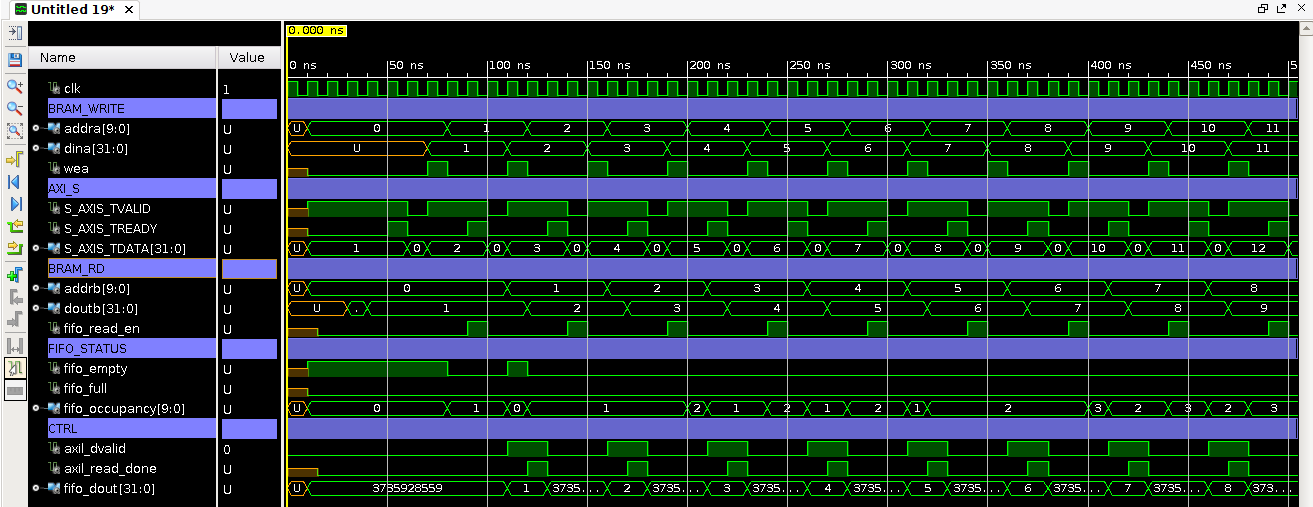 Untitled 19*
0.000 ns
Name Value
0 ns 50 ns 100 ns 150 ns 200 ns 250 ns 300 ns 350 ns 400 ns 450 ns 5
clk 1
BRAM_WRITE
addra[9:0] U U 0 1 2 3 4 5 6 7 8 9 10 11
dina[31:0] U U 1 2 3 4 5 6 7 8 9 10 11
wea U
AXI_S
S_AXIS_TVALID U
S_AXIS_TREADY U
S_AXIS_TDATA[31:0] U U 1 0 2 0 3 0 4 0 5 0 6 0 7 0 8 0 9 0 10 0 11 0 12
BRAM_RD
addrb[9:0] U U 0 1 2 3 4 5 6 7 8
doutb[31:0] U U . 1 2 3 4 5 6 7 8 9
fifo_read_en U
FIFO_STATUS
fifo_empty U
fifo_full U
fifo_occupancy[9:0] U U 0 1 0 1 2 1 2 1 2 1 2 3 2 3 2 3
CTRL
axil_dvalid 0
axil_read_done U
fifo_dout[31:0] U U 3735928559 1 3735... 2 3735... 3 3735... 4 3735... 5 3735... 6 3735... 7 3735... 8 373...